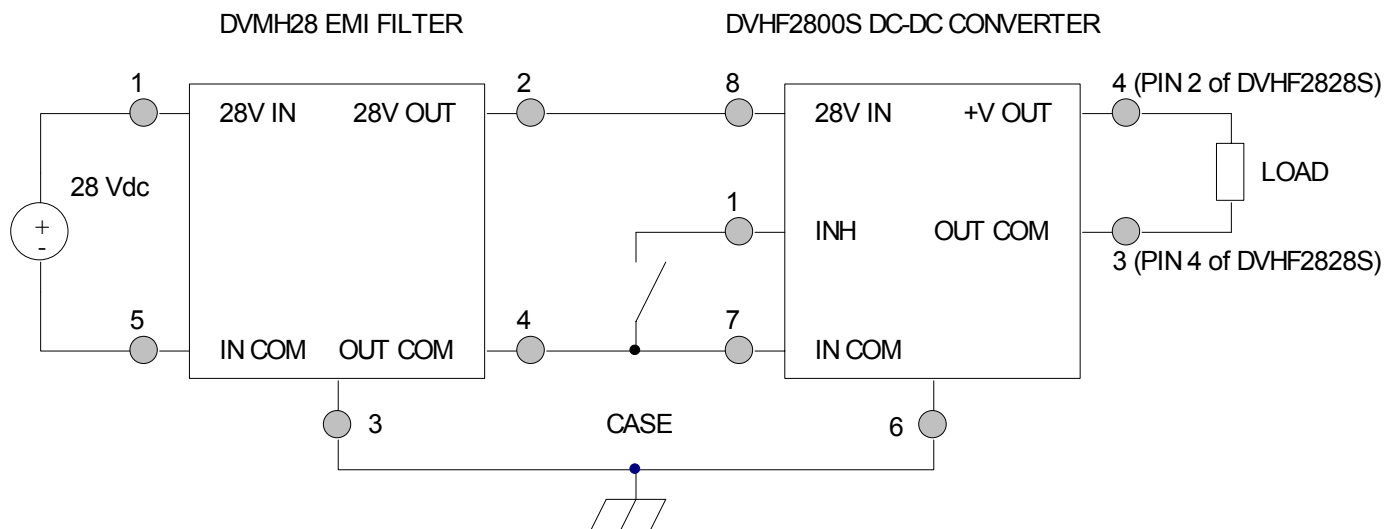 DVMH28 EMI FILTER
DVHF2800S DC-DC CONVERTER
1
28V IN
28V OUT
2
8
28V IN
+V OUT
4 (PIN 2 of DVHF2828S)
28 Vdc
+
-
1
INH
OUT COM
LOAD
3 (PIN 4 of DVHF2828S)
5
IN COM
OUT COM
4
7
IN COM
3
CASE
6